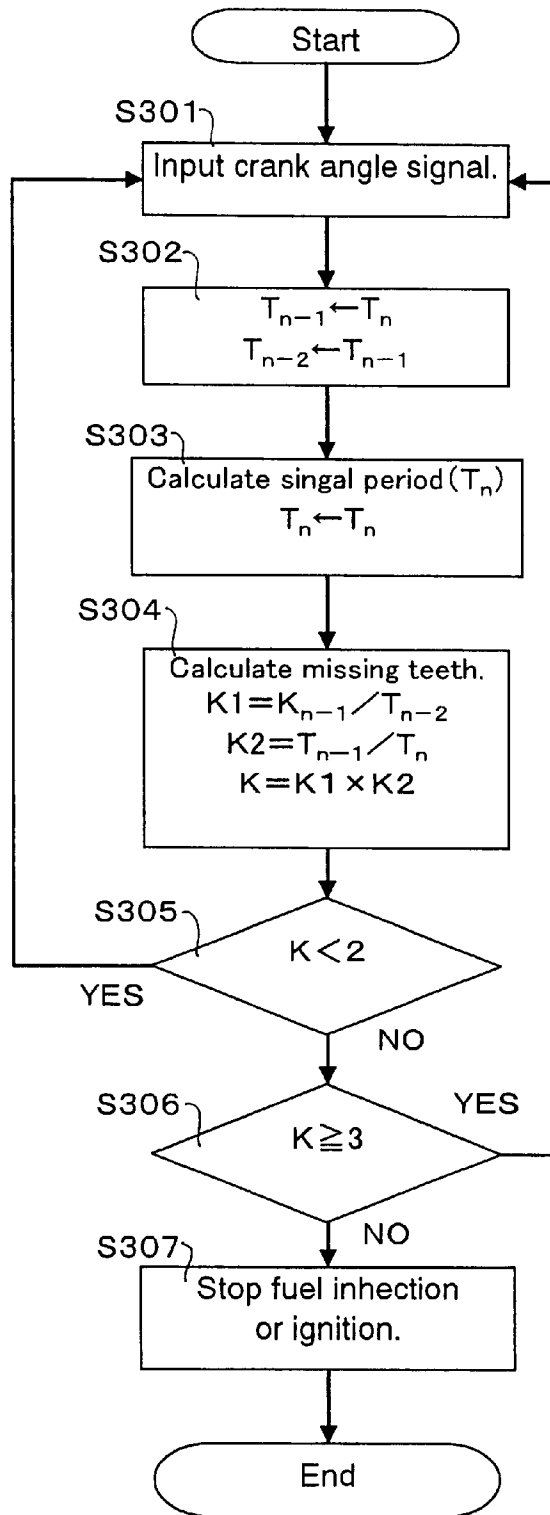 Start
S301
Input crank angle signal.
S302
Tn−1←Tn
Tn−2←Tn−1
S303
Calculate singal period(Tn)
Tn←Tn
S304
Calculate missing teeth.
K1=Kn−1/Tn−2
K2=Tn−1/Tn
K=K1×K2
S305
K<2
YES
NO
S306
K≧3
YES
NO
S307
Stop fuel inhection
or ignition.
End